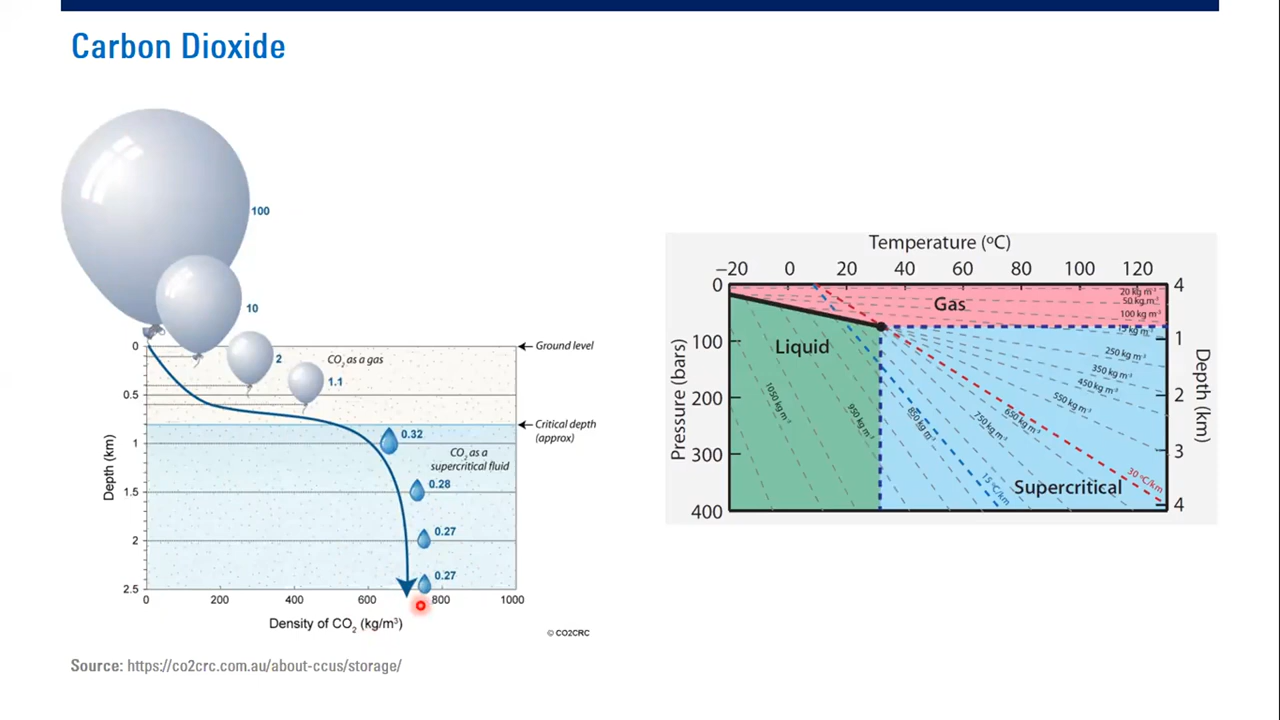 Carbon Dioxide
100
10
2
1.1
CO2 as a gas
Ground level
Critical depth
(approx)
CO2 as a
supercritical fluid
0.32
0.28
0.27
0.27
Depth (km)
0
0.5
1
1.5
2
2.5
0 200 400 600 800 1000
Density of CO2 (kg/m3)
© CO2CRC
Source: https://co2crc.com.au/about-ccus/storage/
Temperature (ºC)
−20 0 20 40 60 80 100 120
Pressure (bars)
0
100
200
300
400
Gas
Liquid
Supercritical
20 kg m-3
50 kg m-3
100 kg m-3
250 kg m-3
350 kg m-3
450 kg m-3
550 kg m-3
650 kg m-3
750 kg m-3
850 kg m-3
950 kg m-3
1050 kg m-3
15 ºC/km
30 ºC/km
4
1
2
3
4
Depth (km)